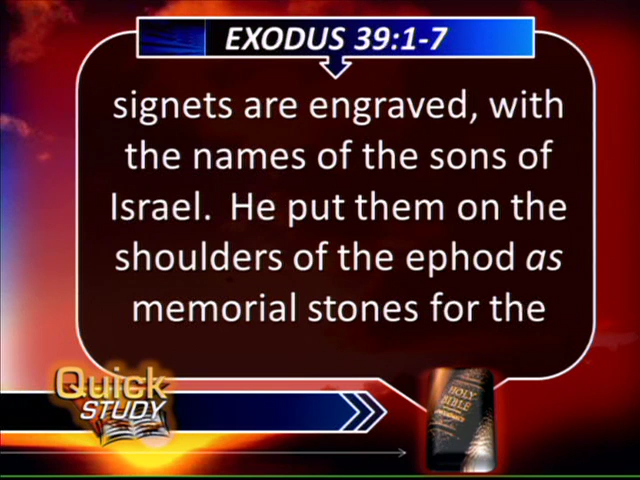 EXODUS 39:1-7
signets are engraved, with
the names of the sons of
Israel.  He put them on the
shoulders of the ephod as
memorial stones for the
Quick
STUDY
HOLY
BIBLE